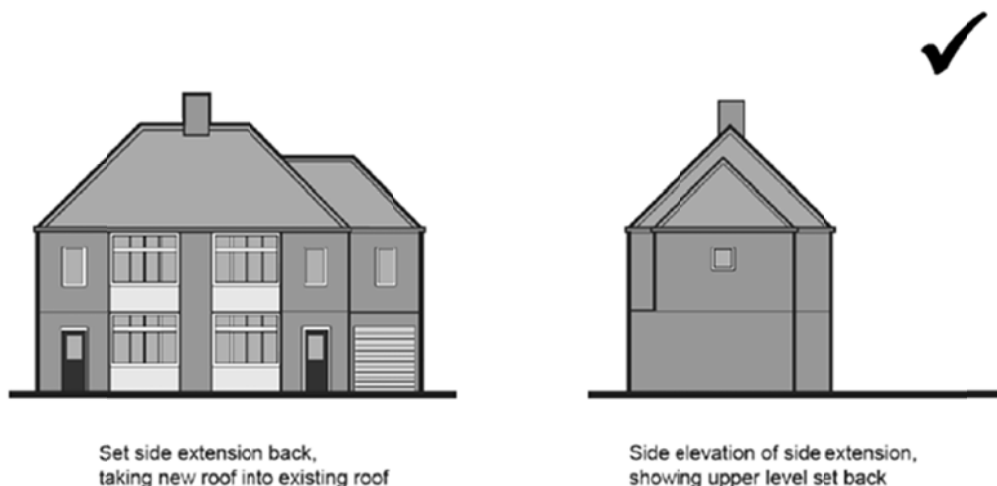 Set side extension back,
taking new roof into existing roof
Side elevation of side extension,
showing upper level set back